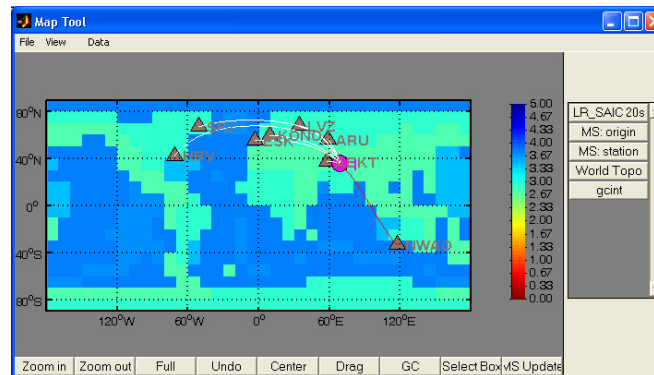 Map Tool
File View Data
80°N
40°N
0°
40°S
80°S
120°W 60°W 0° 60°E 120°E
SFJ
HRV
ESK
KONO
LVZ
ARU
NWAO
5.00
4.67
4.33
4.00
3.67
3.33
3.00
2.67
2.33
2.00
1.67
1.33
1.00
0.67
0.33
0.00
LR_SAIC 20s
MS: origin
MS: station
World Topo
gcint
Zoom in Zoom out Full Undo Center Drag GC Select Box MS Update